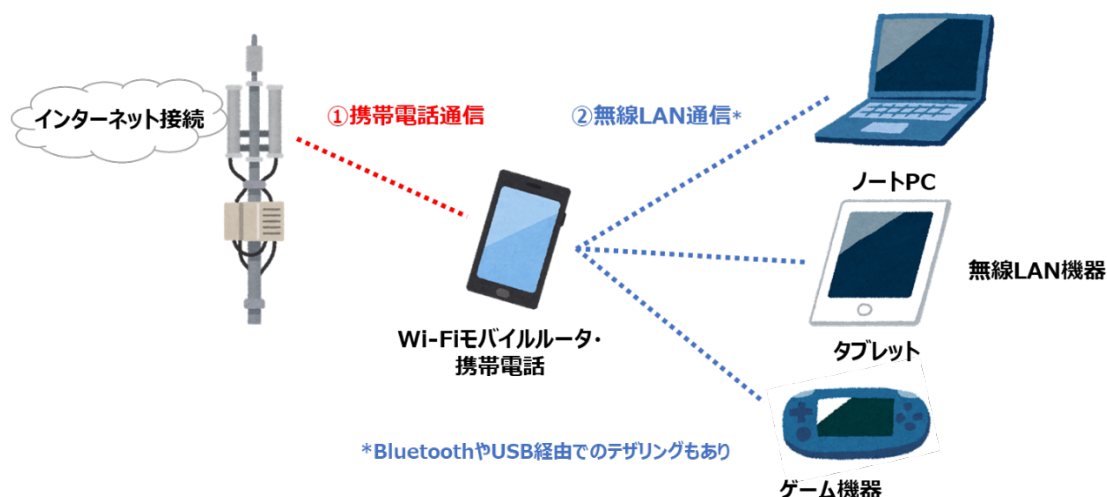 インターネット接続
①携帯電話通信
②無線LAN通信*
ノートPC
無線LAN機器
Wi-Fiモバイルルータ・
携帯電話
タブレット
*BluetoothやUSB経由でのテザリングもあり
ゲーム機器